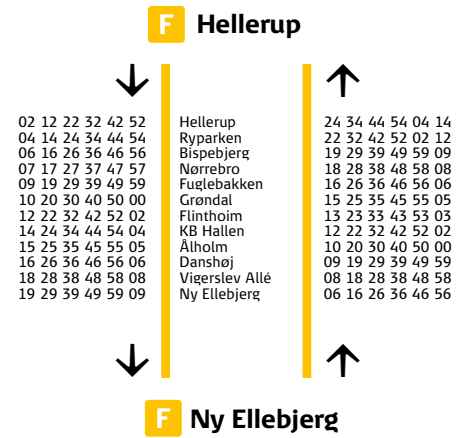 F Hellerup
02 12 22 32 42 52 Hellerup 24 34 44 54 04 14
04 14 24 34 44 54 Ryparken 22 32 42 52 02 12
06 16 26 36 46 56 Bispebjerg 19 29 39 49 59 09
07 17 27 37 47 57 Nørrebro 18 28 38 48 58 08
09 19 29 39 49 59 Fuglebakken 16 26 36 46 56 06
10 20 30 40 50 00 Grøndal 15 25 35 45 55 05
12 22 32 42 52 02 Flinthoim 13 23 33 43 53 03
14 24 34 44 54 04 KB Hallen 12 22 32 42 52 02
15 25 35 45 55 05 Ålholm 10 20 30 40 50 00
16 26 36 46 56 06 Danshøj 09 19 29 39 49 59
18 28 38 48 58 08 Vigerslev Allé 08 18 28 38 48 58
19 29 39 49 59 09 Ny Ellebjerg 06 16 26 36 46 56
F Ny Ellebjerg